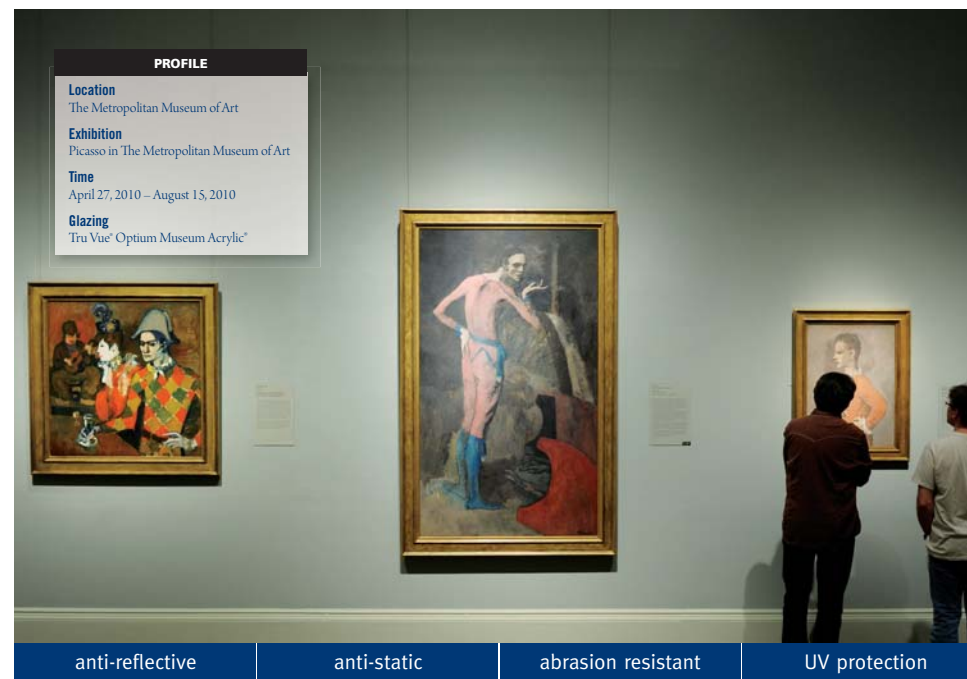 PROFILE
Location
The Metropolitan Museum of Art
Exhibition
Picasso in The Metropolitan Museum of Art
Time
April 27, 2010 – August 15, 2010
Glazing
Tru Vue® Optium Museum Acrylic®
anti-reflective
anti-static
abrasion resistant
UV protection